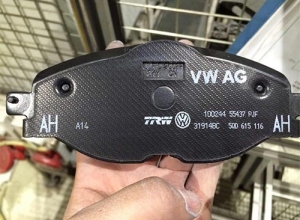 VW AG
100244 55437 PJF
TRW 319148C 5Q0 615 116
AH A14 AH